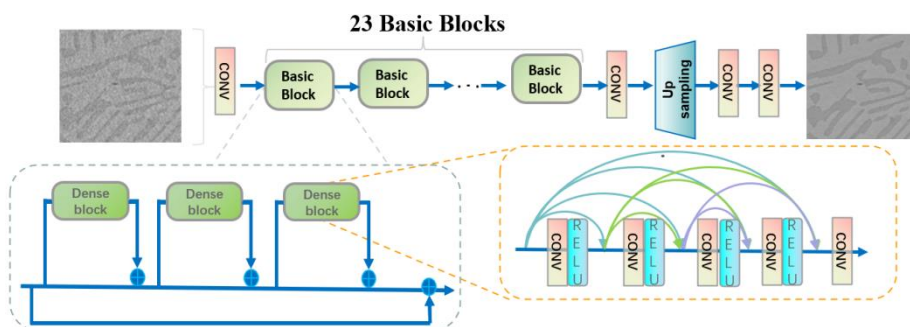 23 Basic Blocks
CONV
Basic
Block
Basic
Block
...
Basic
Block
CONV
Up
sampling
CONV
CONV
Dense
block
Dense
block
Dense
block
CONV
RELU
CONV
RELU
CONV
RELU
CONV
RELU
CONV